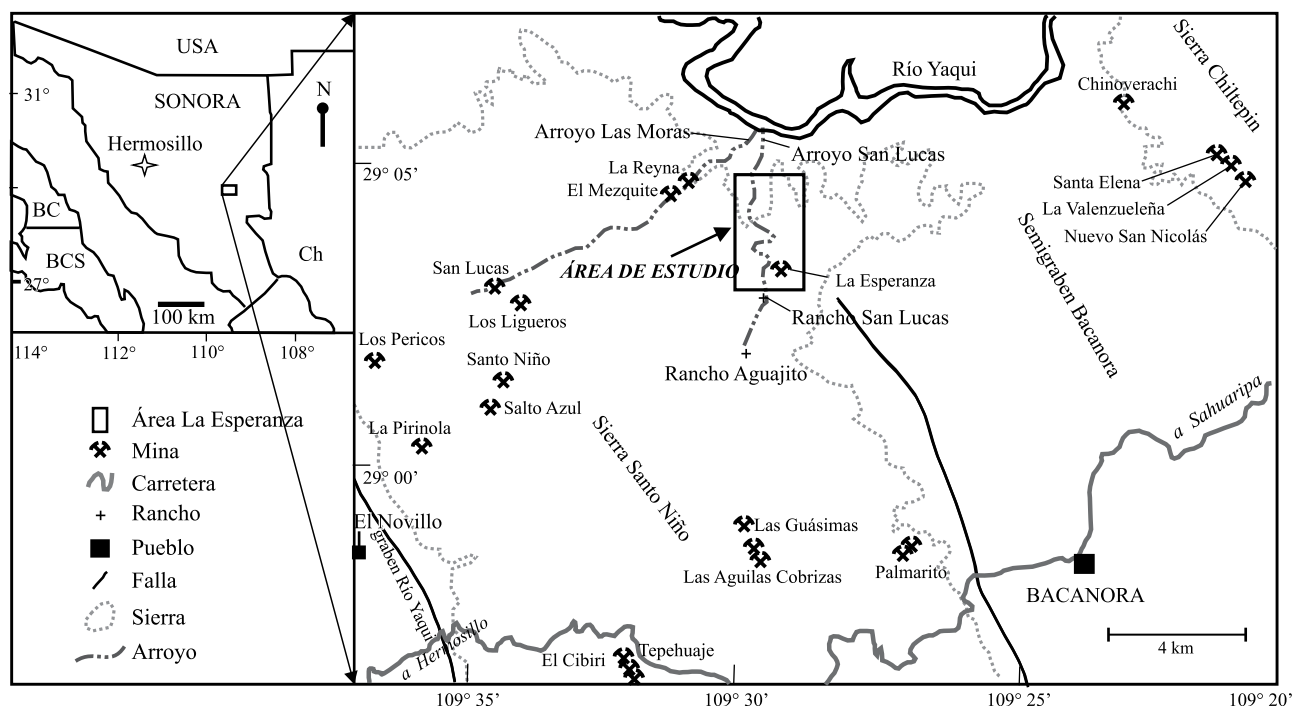 USA
SONORA
N
31°
Hermosillo
BC
BCS
Ch
27°
100 km
114°
112°
110°
108°
Área La Esperanza
Mina
Carretera
Rancho
Pueblo
Falla
Sierra
Arroyo
Río Yaqui
Sierra Chiltepin
Chinoverachi
Arroyo Las Moras
Arroyo San Lucas
29° 05’
La Reyna
El Mezquite
Santa Elena
La Valenzueleña
Nuevo San Nicolás
Semigraben Bacanora
ÁREA DE ESTUDIO
San Lucas
La Esperanza
Los Ligueros
Rancho San Lucas
Los Pericos
Santo Niño
Rancho Aguajito
Salto Azul
a Sahuaripa
La Pirinola
Sierra Santo Niño
29° 00’
El Novillo
graben Río Yaqui
Las Guásimas
Las Aguilas Cobrizas
Palmarito
BACANORA
a Hermosillo
El Cibiri
Tepehuaje
4 km
109° 35’
109° 30’
109° 25’
109° 20’